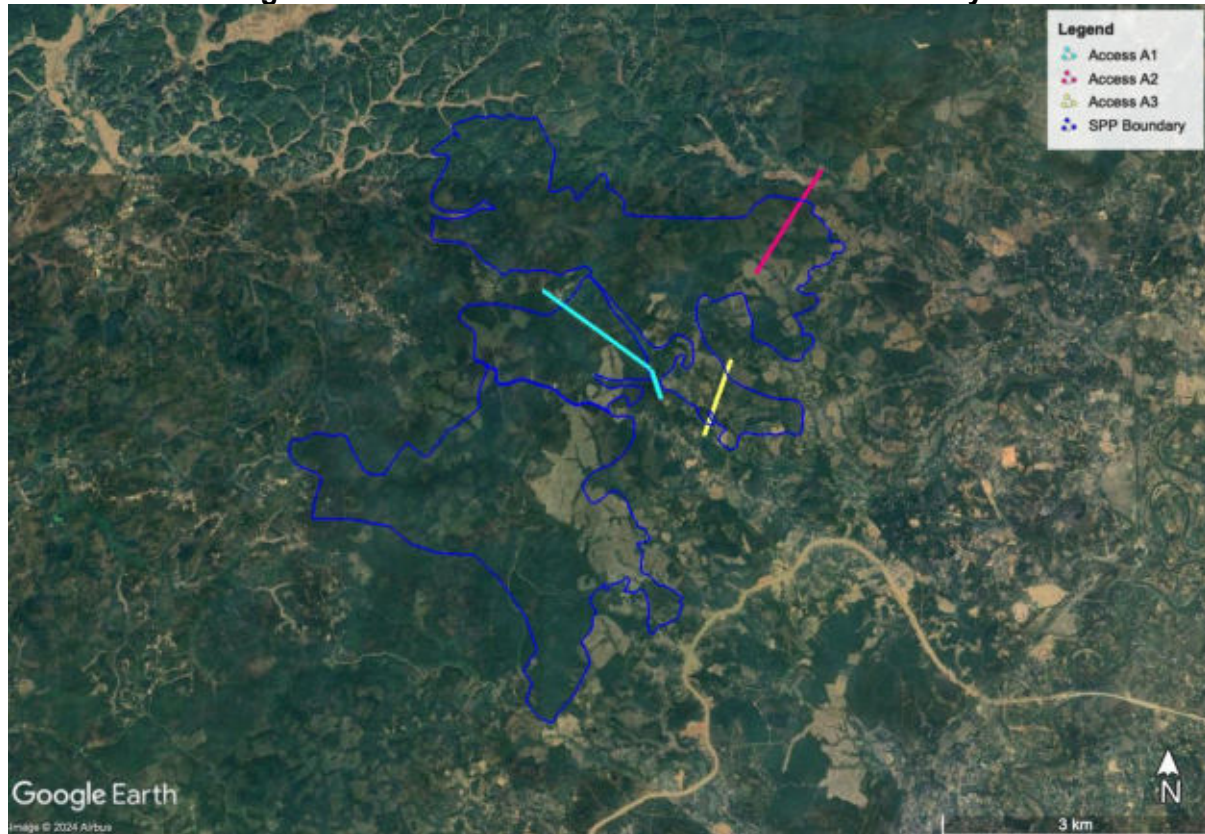 Legend
Access A1
Access A2
Access A3
SPP Boundary
N
Google Earth
Image © 2024 Airbus
3 km